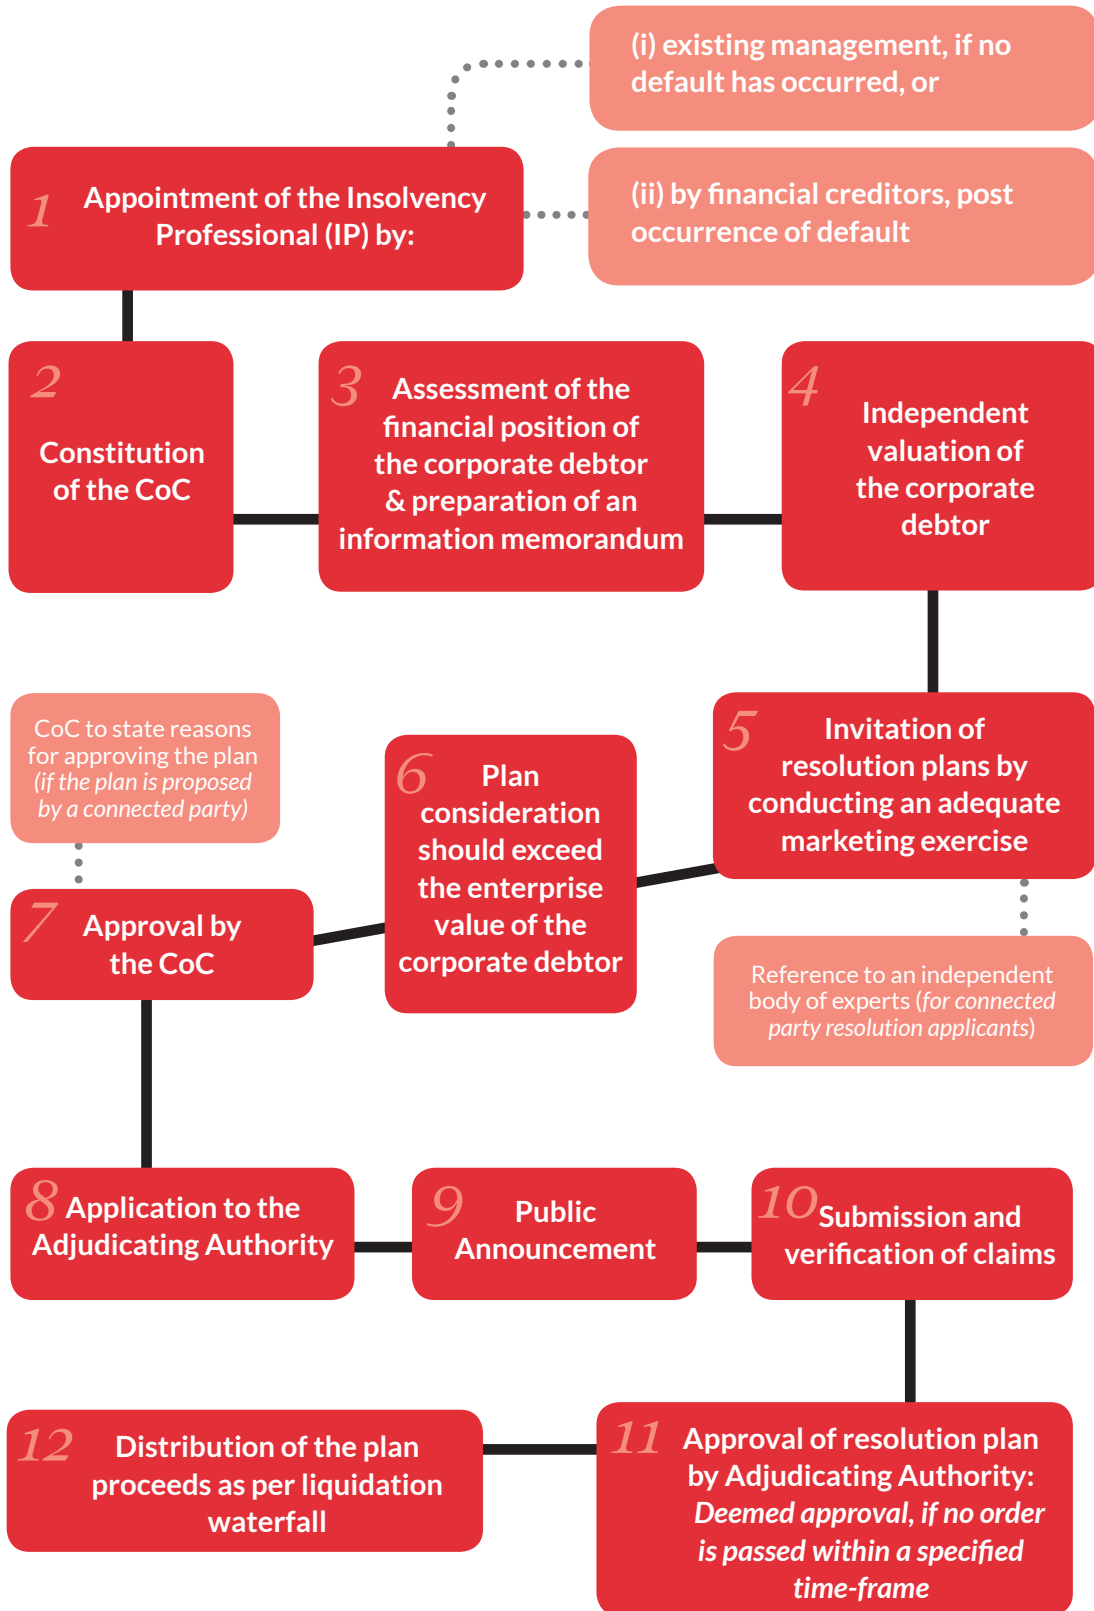 (i) existing management, if no
default has occurred, or
1
Appointment of the Insolvency
Professional (IP) by:
(ii) by financial creditors, post
occurrence of default
2
Constitution
of the CoC
3
Assessment of the
financial position of
the corporate debtor
& preparation of an
information memorandum
4
Independent
valuation of
the corporate
debtor
5
Invitation of
resolution plans by
conducting an adequate
marketing exercise
Reference to an independent
body of experts (for connected
party resolution applicants)
6
Plan
consideration
should exceed
the enterprise
value of the
corporate debtor
CoC to state reasons
for approving the plan
(if the plan is proposed
by a connected party)
7
Approval by
the CoC
8
Application to the
Adjudicating Authority
9
Public
Announcement
10
Submission and
verification of claims
11
Approval of resolution plan
by Adjudicating Authority:
Deemed approval, if no order
is passed within a specified
time-frame
12
Distribution of the plan
proceeds as per liquidation
waterfall